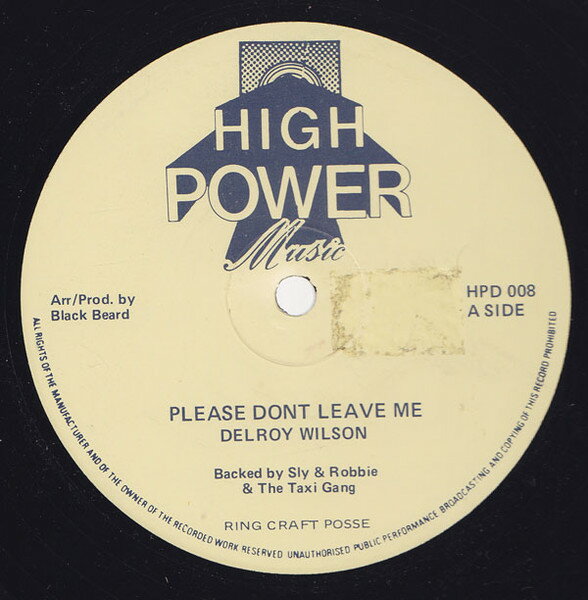 HIGH
POWER
Music
Arr/Prod. by
Black Beard
HPD 008
A SIDE
PLEASE DONT LEAVE ME
DELROY WILSON
Backed by Sly & Robbie
& The Taxi Gang
RING CRAFT POSSE
ALL RIGHTS OF THE MANUFACTURER AND OF THE OWNER OF THE RECORDED WORK RESERVED UNAUTHORISED PUBLIC PERFORMANCE BROADCASTING AND COPYING OF THIS RECORD PROHIBITED